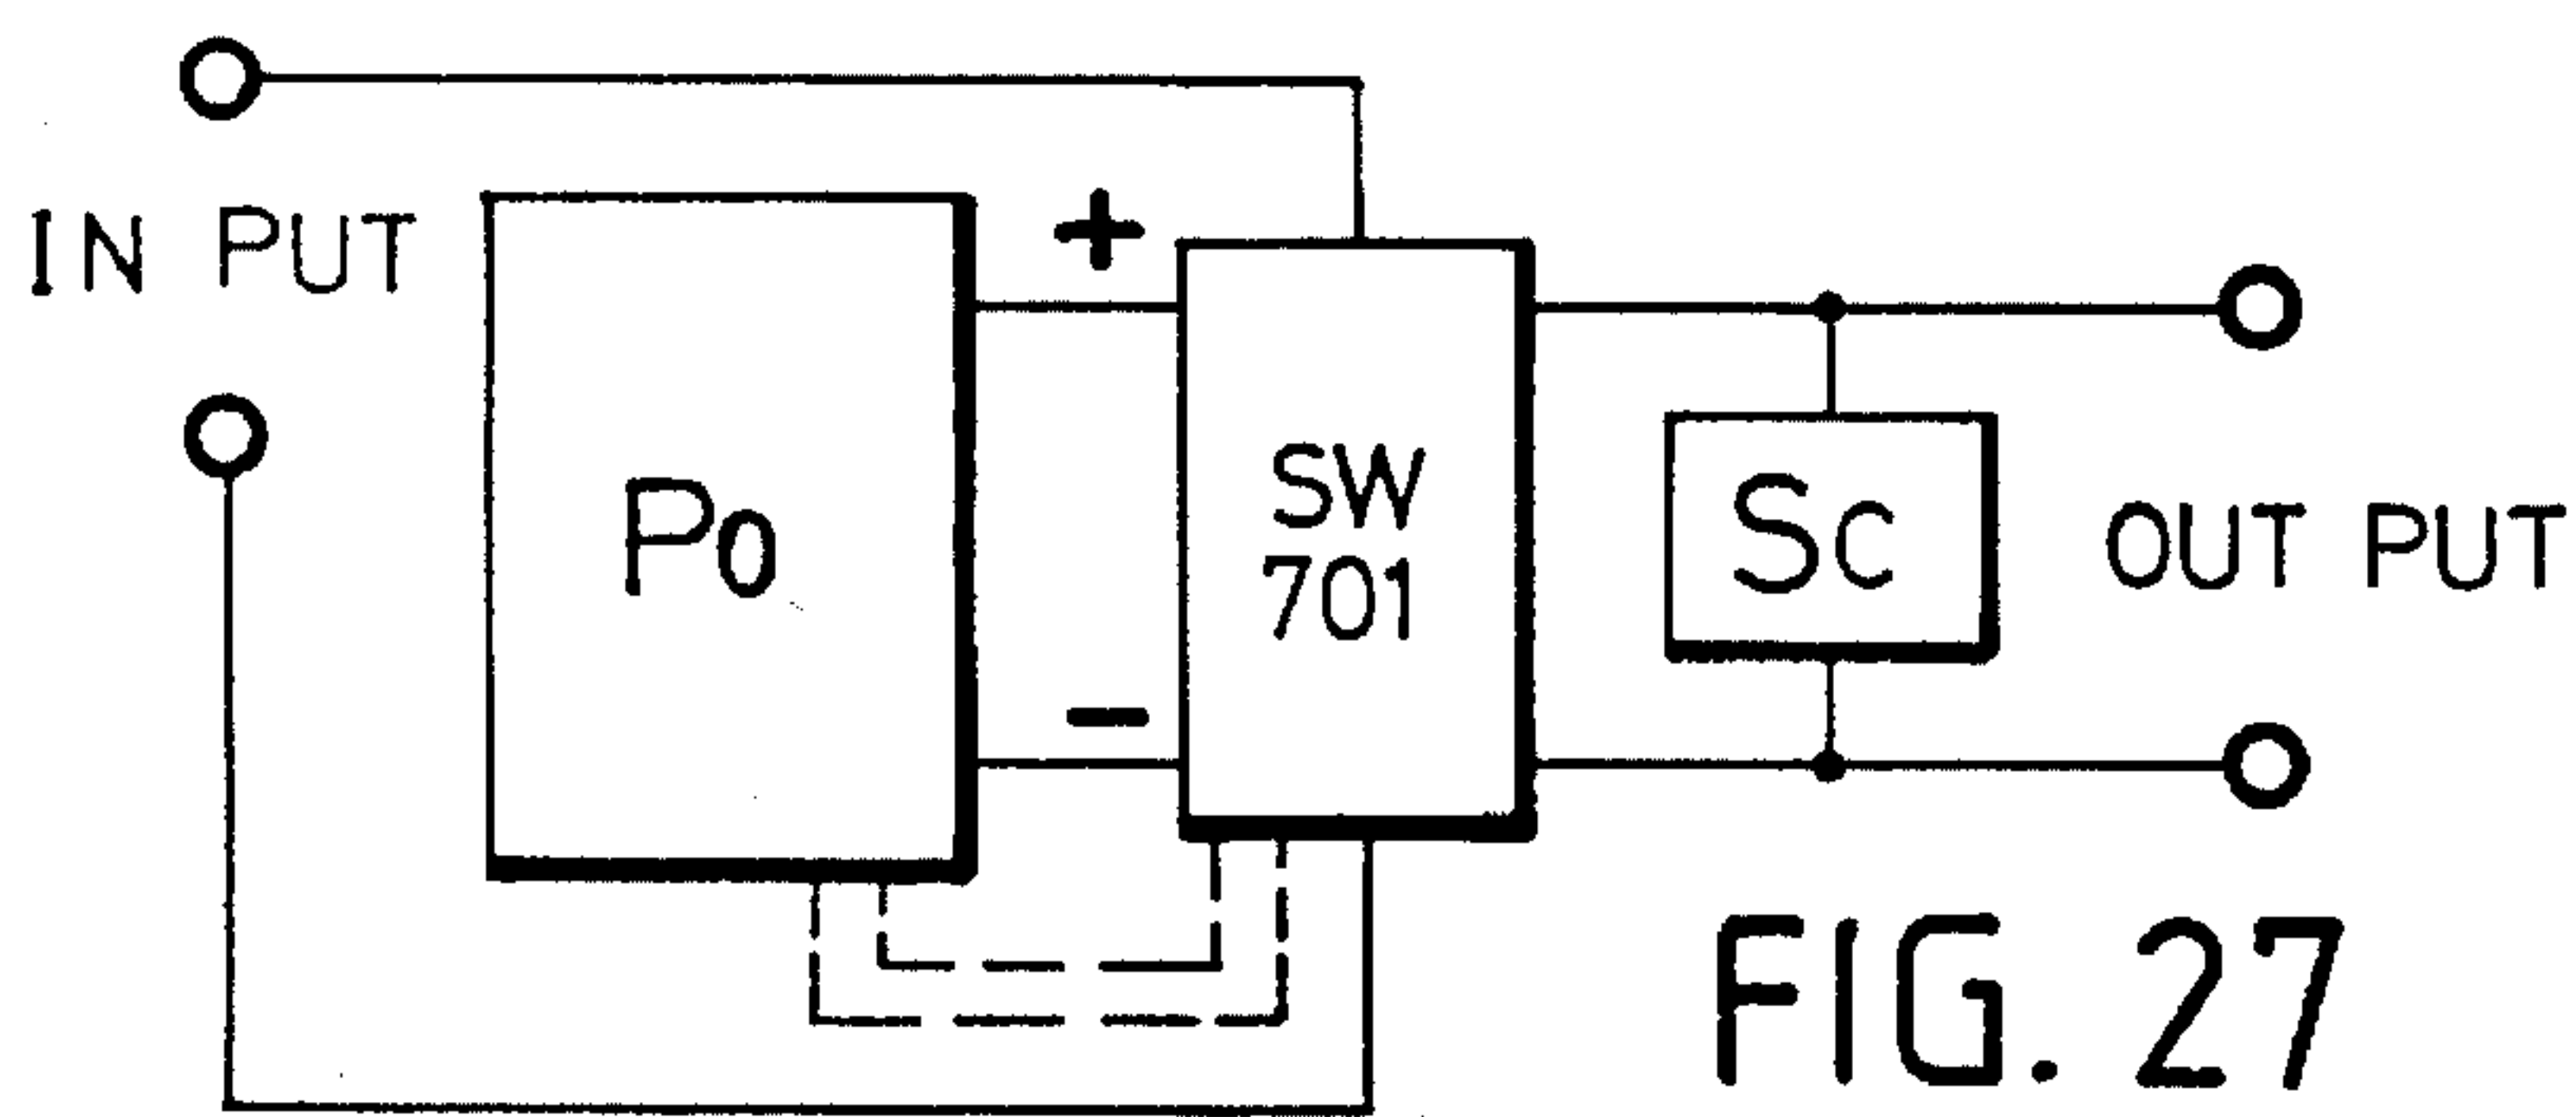 IN PUT
+
Po
SW
701
Sc
OUT PUT
-
FIG. 27